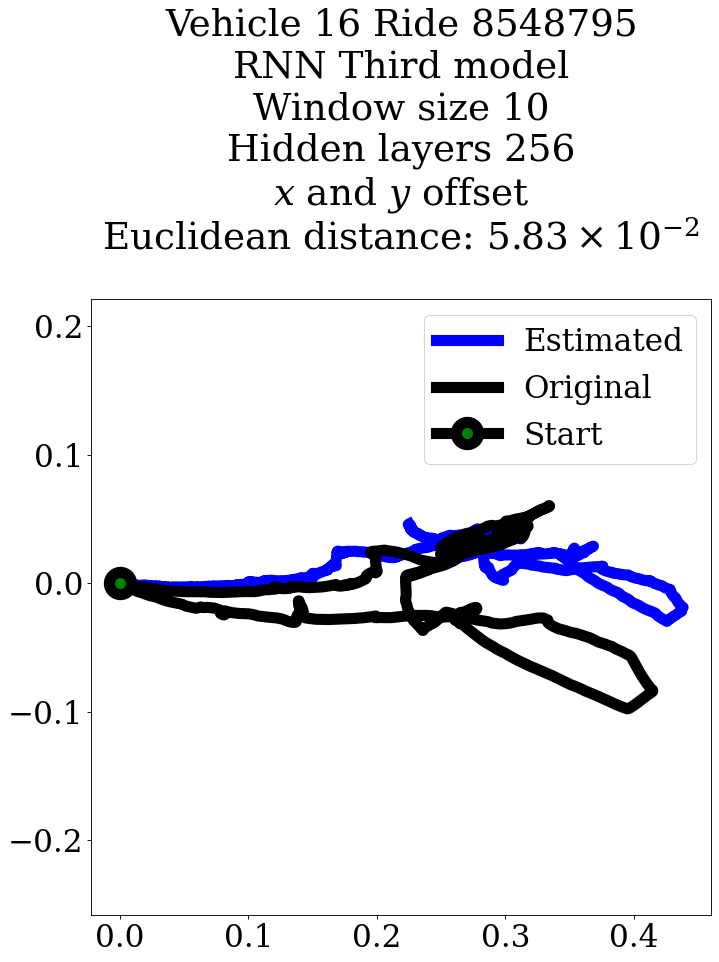 Vehicle 16 Ride 8548795
RNN Third model
Window size 10
Hidden layers 256
x and y offset
Euclidean distance: 5.83 × 10⁻²
Estimated
Original
Start
0.2
0.1
0.0
−0.1
−0.2
0.0 0.1 0.2 0.3 0.4